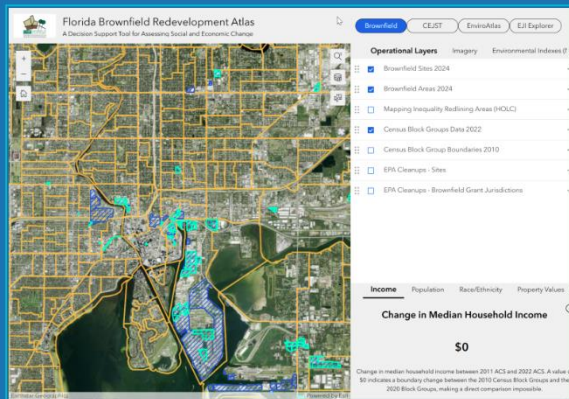 Florida Brownfield Redevelopment Atlas
A Decision Support Tool for Assessing Social and Economic Change
Brownfield
CEJST
EnviroAtlas
EJI Explorer
Operational Layers
Imagery
Environmental Indexes
Brownfield Sites 2024
Brownfield Areas 2024
Mapping Inequality Redlining Areas (HOLC)
Census Block Groups Data 2022
Census Block Group Boundaries 2010
EPA Cleanups - Sites
EPA Cleanups - Brownfield Grant Jurisdictions
Income
Population
Race/Ethnicity
Property Values
Change in Median Household Income
$0
Change in median household income between 2011 ACS and 2022 ACS. A value
$0 indicates a boundary change between the 2010 Census Block Groups and the
2020 Block Groups, making a direct comparison impossible.